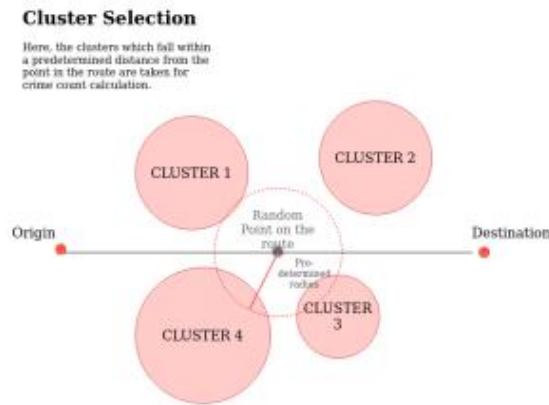 Cluster Selection
Here, the clusters which fall within
a predetermined distance from the
point in the route are taken for
crime count calculation.
CLUSTER 1
CLUSTER 2
Random
Point on the
route
Origin
Destination
Pre-
determined
radius
CLUSTER
3
CLUSTER 4